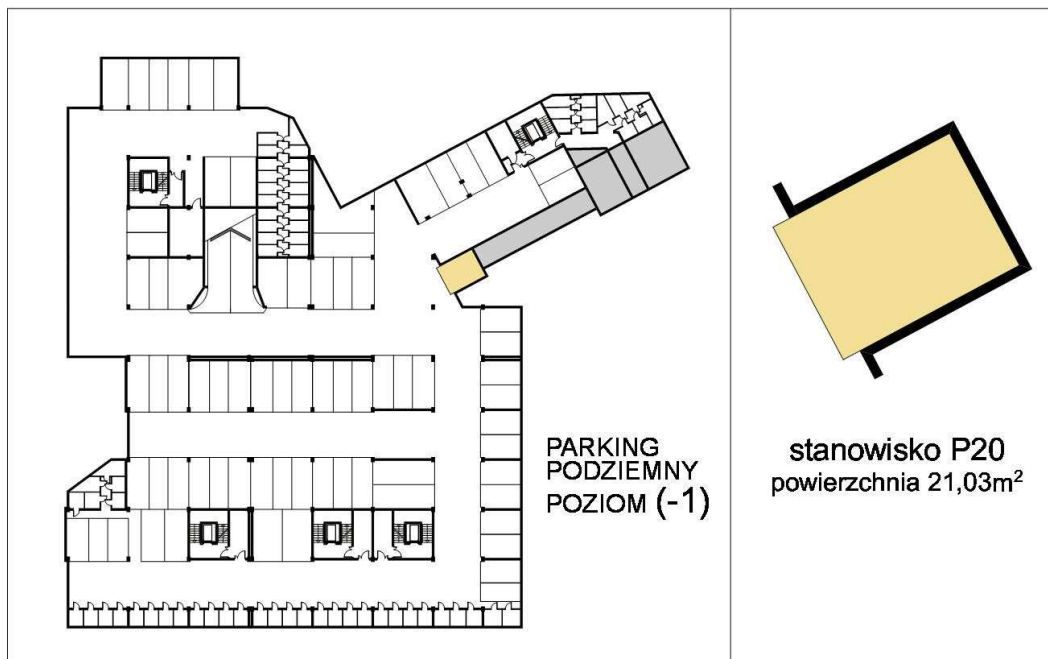 PARKING
PODZIEMNY
POZIOM (-1)
stanowisko P20
powierzchnia 21,03m²